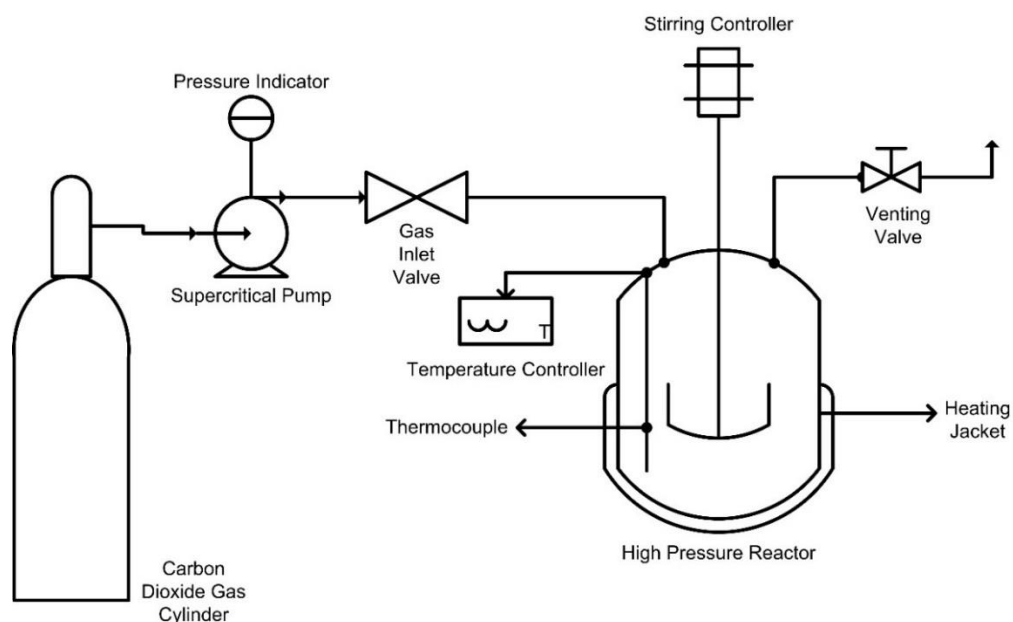 Stirring Controller
Pressure Indicator
Gas
Inlet
Valve
Venting
Valve
Supercritical Pump
T
Temperature Controller
Thermocouple
Heating
Jacket
High Pressure Reactor
Carbon
Dioxide Gas
Cylinder